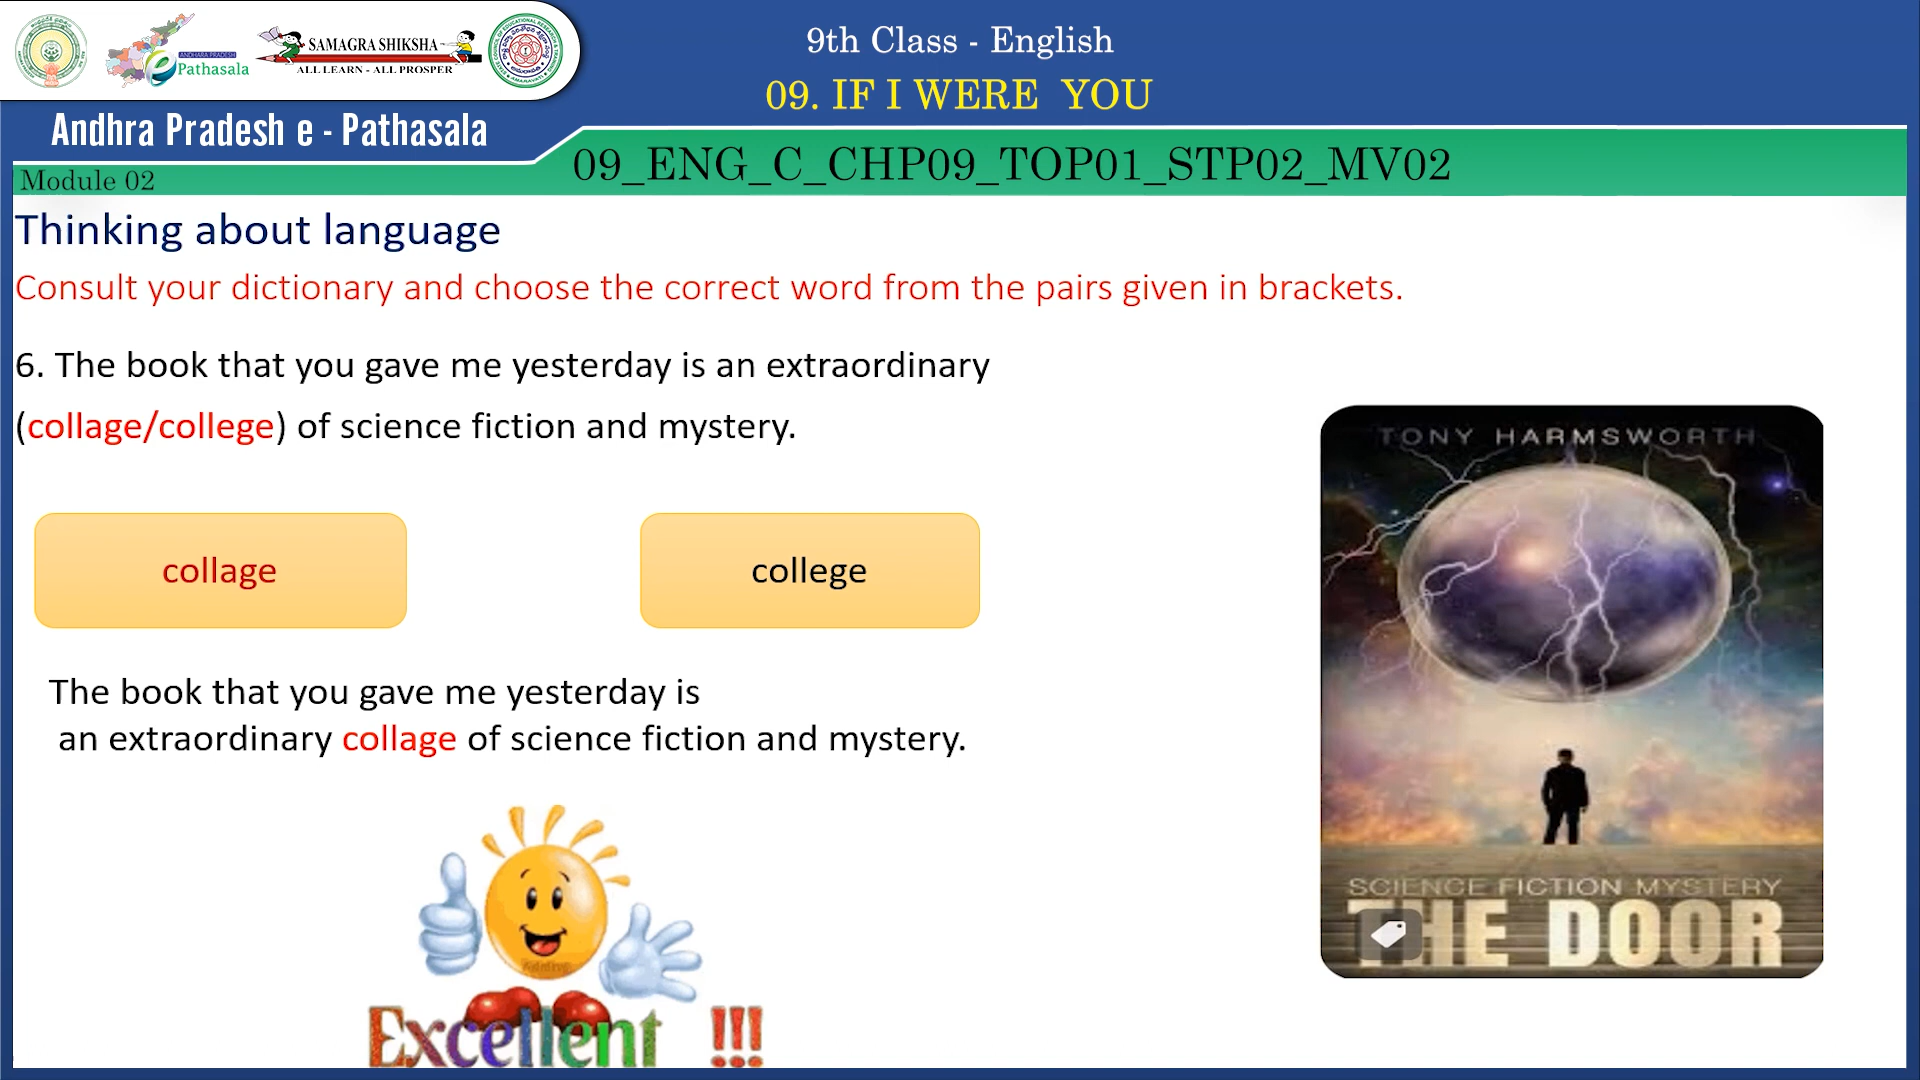 ANDHRA PRADESH
Pathasala
SAMAGRA SHIKSHA
ALL LEARN - ALL PROSPER
9th Class - English
09. IF I WERE YOU
Andhra Pradesh e - Pathasala
09_ENG_C_CHP09_TOP01_STP02_MV02
Module 02
Thinking about language
Consult your dictionary and choose the correct word from the pairs given in brackets.
6. The book that you gave me yesterday is an extraordinary
(collage/college) of science fiction and mystery.
collage
college
The book that you gave me yesterday is
an extraordinary collage of science fiction and mystery.
Excellent !!!
TONY HARMSWORTH
SCIENCE FICTION MYSTERY
THE DOOR